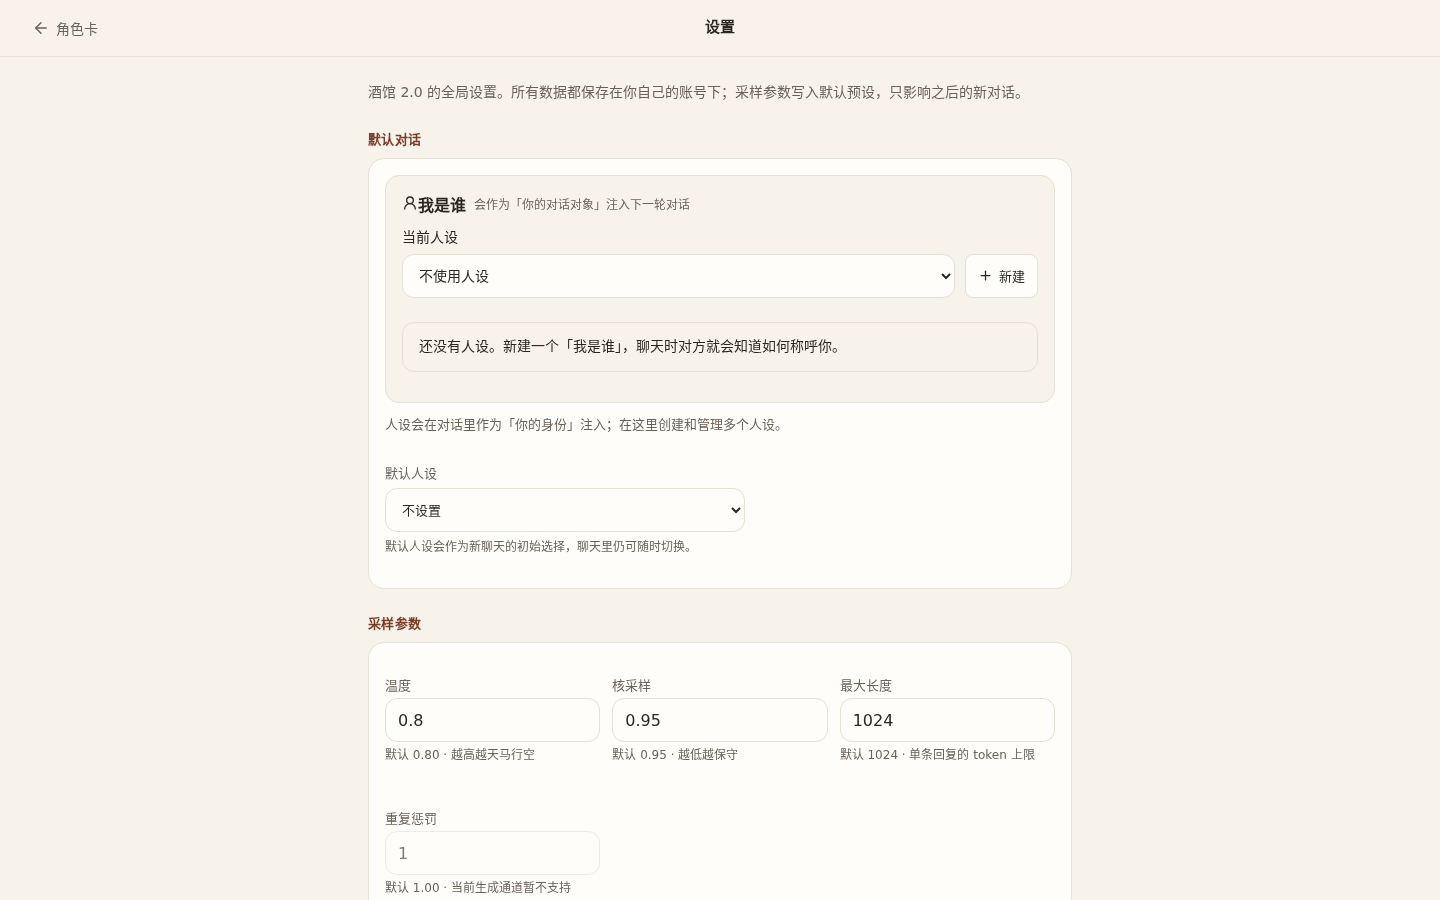 角色卡
设置
酒馆 2.0 的全局设置。所有数据都保存在你自己的账号下；采样参数写入默认预设，只影响之后的新对话。
默认对话
我是谁 会作为「你的对话对象」注入下一轮对话
当前人设
不使用人设
新建
还没有人设。新建一个「我是谁」，聊天时对方就会知道如何称呼你。
人设会在对话里作为「你的身份」注入；在这里创建和管理多个人设。
默认人设
不设置
默认人设会作为新聊天的初始选择，聊天里仍可随时切换。
采样参数
温度 核采样 最大长度
0.8 0.95 1024
默认 0.80 · 越高越天马行空 默认 0.95 · 越低越保守 默认 1024 · 单条回复的 token 上限
重复惩罚
1
默认 1.00 · 当前生成通道暂不支持